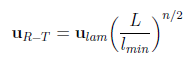 u_{R−T} = u_{lam}(L/l_{min})^{n/2}